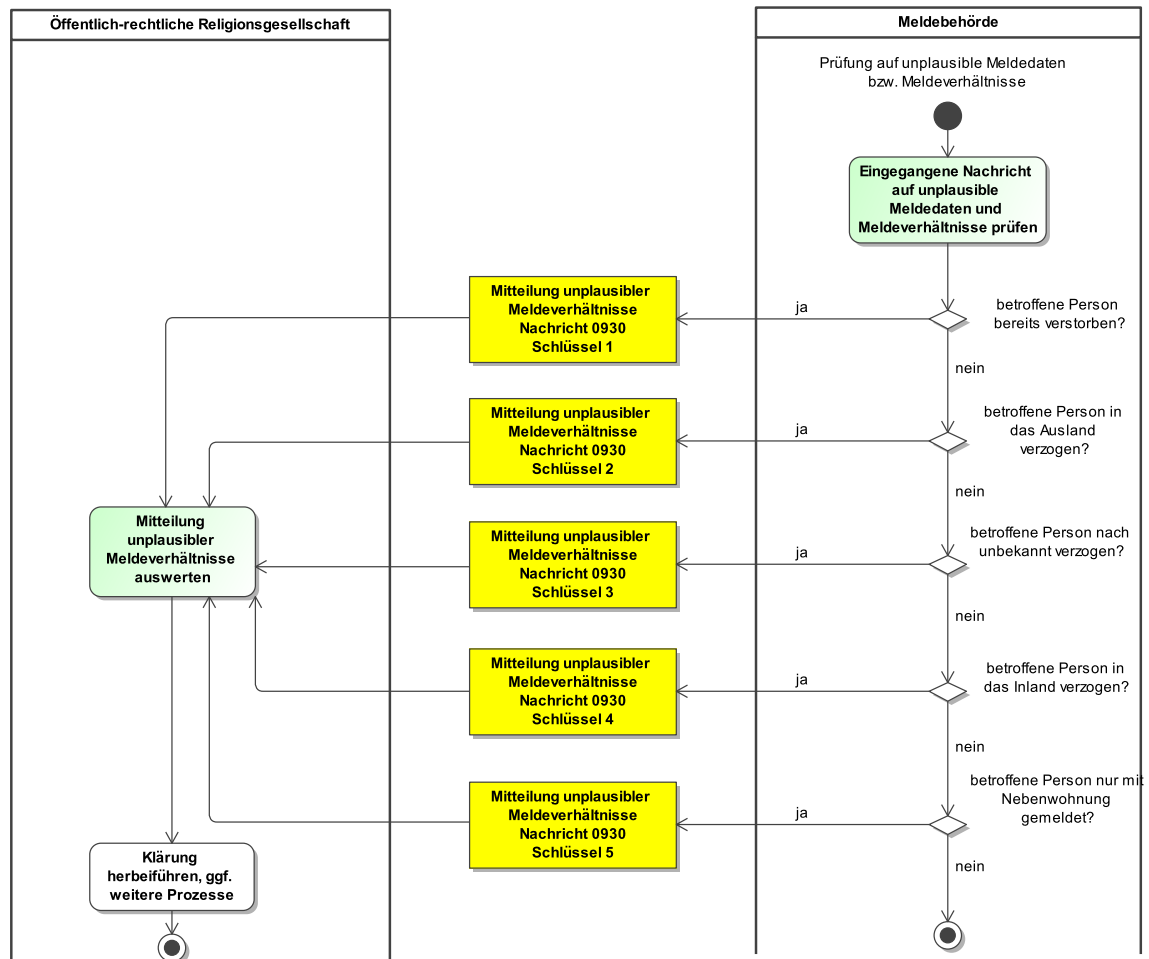 Öffentlich-rechtliche Religionsgesellschaft
Meldebehörde
Prüfung auf unplausible Meldedaten
bzw. Meldeverhältnisse
Eingegangene Nachricht
auf unplausible
Meldedaten und
Meldeverhältnisse prüfen
betroffene Person
bereits verstorben?
ja
Mitteilung unplausibler
Meldeverhältnisse
Nachricht 0930
Schlüssel 1
nein
betroffene Person in
das Ausland
verzogen?
ja
Mitteilung unplausibler
Meldeverhältnisse
Nachricht 0930
Schlüssel 2
nein
betroffene Person nach
unbekannt verzogen?
ja
Mitteilung unplausibler
Meldeverhältnisse
Nachricht 0930
Schlüssel 3
nein
betroffene Person in
das Inland verzogen?
ja
Mitteilung unplausibler
Meldeverhältnisse
Nachricht 0930
Schlüssel 4
nein
betroffene Person nur mit
Nebenwohnung
gemeldet?
ja
Mitteilung unplausibler
Meldeverhältnisse
Nachricht 0930
Schlüssel 5
nein
Mitteilung
unplausibler
Meldeverhältnisse
auswerten
Klärung
herbeiführen, ggf.
weitere Prozesse